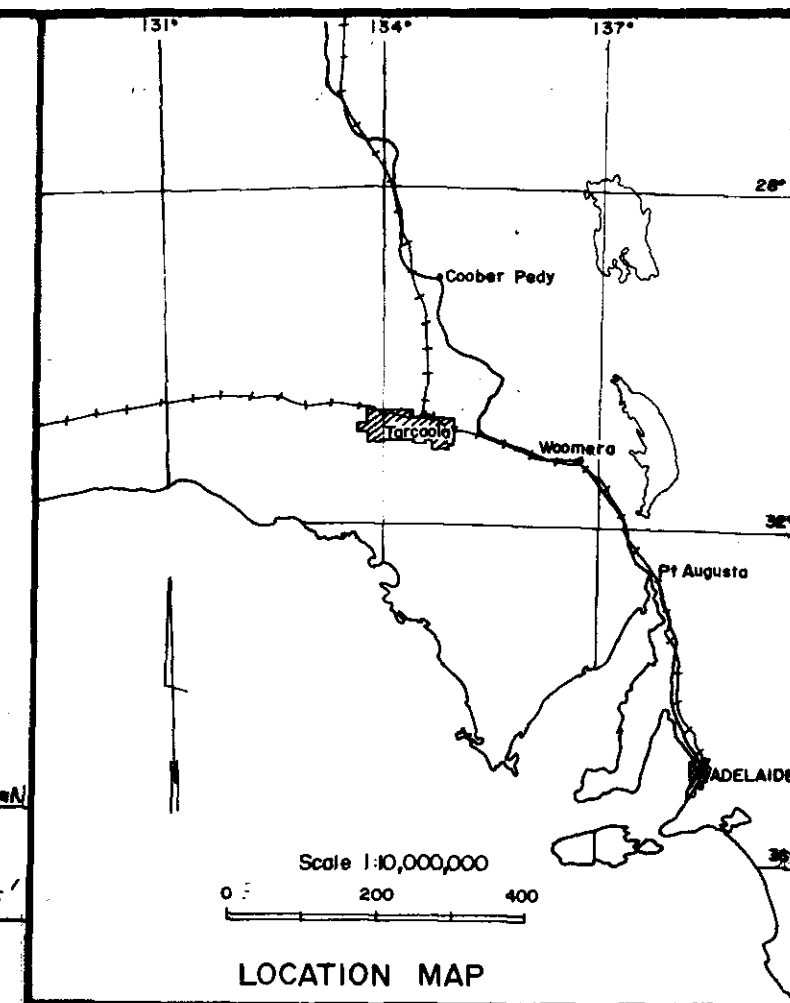 131° 134° 137°
28°
Coober Pedy
Tarcoola
Woomera
32°
Pt Augusta
ADELAIDE
36°
Scale 1:10,000,000
0 200 400
LOCATION MAP